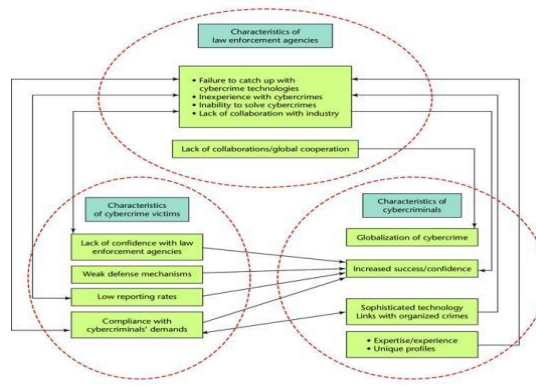 Characteristics of
law enforcement agencies
• Failure to catch up with
cybercrime technologies
• Inexperience with cybercrimes
• Inability to solve cybercrimes
• Lack of collaboration with industry
Lack of collaborations/global cooperation
Characteristics
of cybercrime victims
Lack of confidence with law
enforcement agencies
Weak defense mechanisms
Low reporting rates
Compliance with
cybercriminals' demands
Characteristics of
cybercriminals
Globalization of cybercrime
Increased success/confidence
Sophisticated technology
Links with organized crimes
• Expertise/experience
• Unique profiles